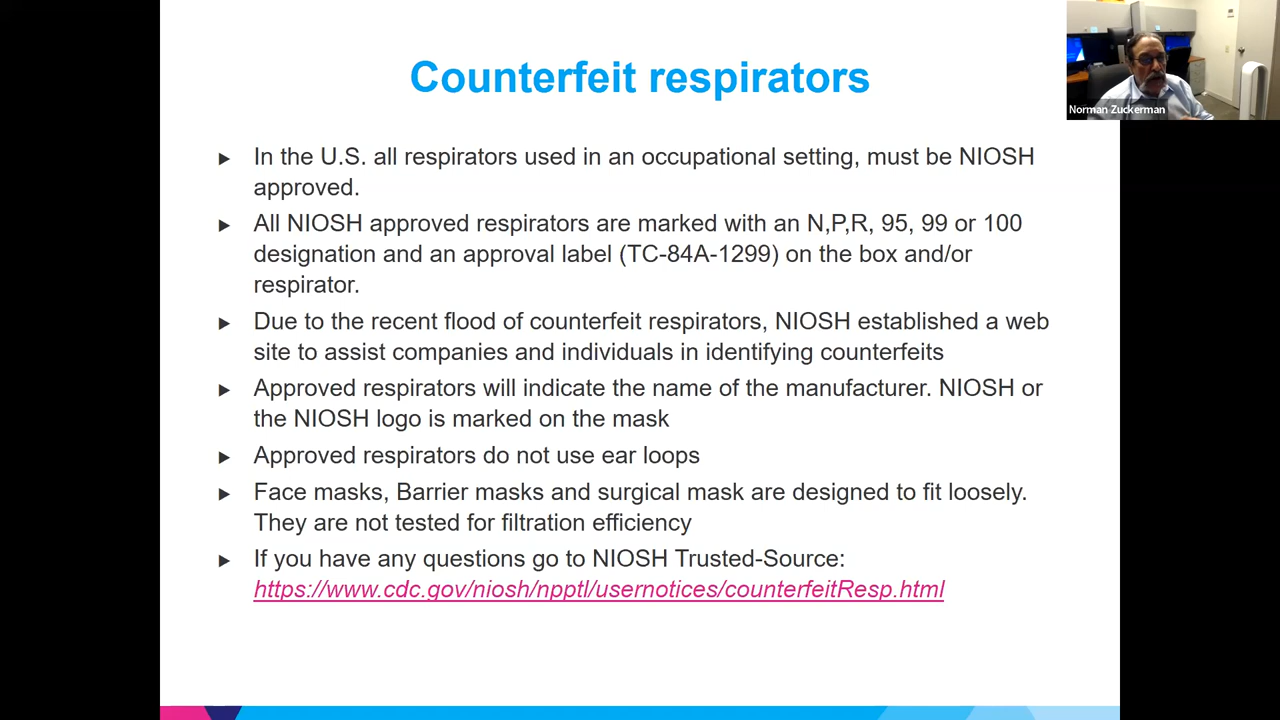 Counterfeit respirators
Norman Zuckerman
► In the U.S. all respirators used in an occupational setting, must be NIOSH
approved.
► All NIOSH approved respirators are marked with an N,P,R, 95, 99 or 100
designation and an approval label (TC-84A-1299) on the box and/or
respirator.
► Due to the recent flood of counterfeit respirators, NIOSH established a web
site to assist companies and individuals in identifying counterfeits
► Approved respirators will indicate the name of the manufacturer. NIOSH or
the NIOSH logo is marked on the mask
► Approved respirators do not use ear loops
► Face masks, Barrier masks and surgical mask are designed to fit loosely.
They are not tested for filtration efficiency
► If you have any questions go to NIOSH Trusted-Source:
https://www.cdc.gov/niosh/npptl/usernotices/counterfeitResp.html